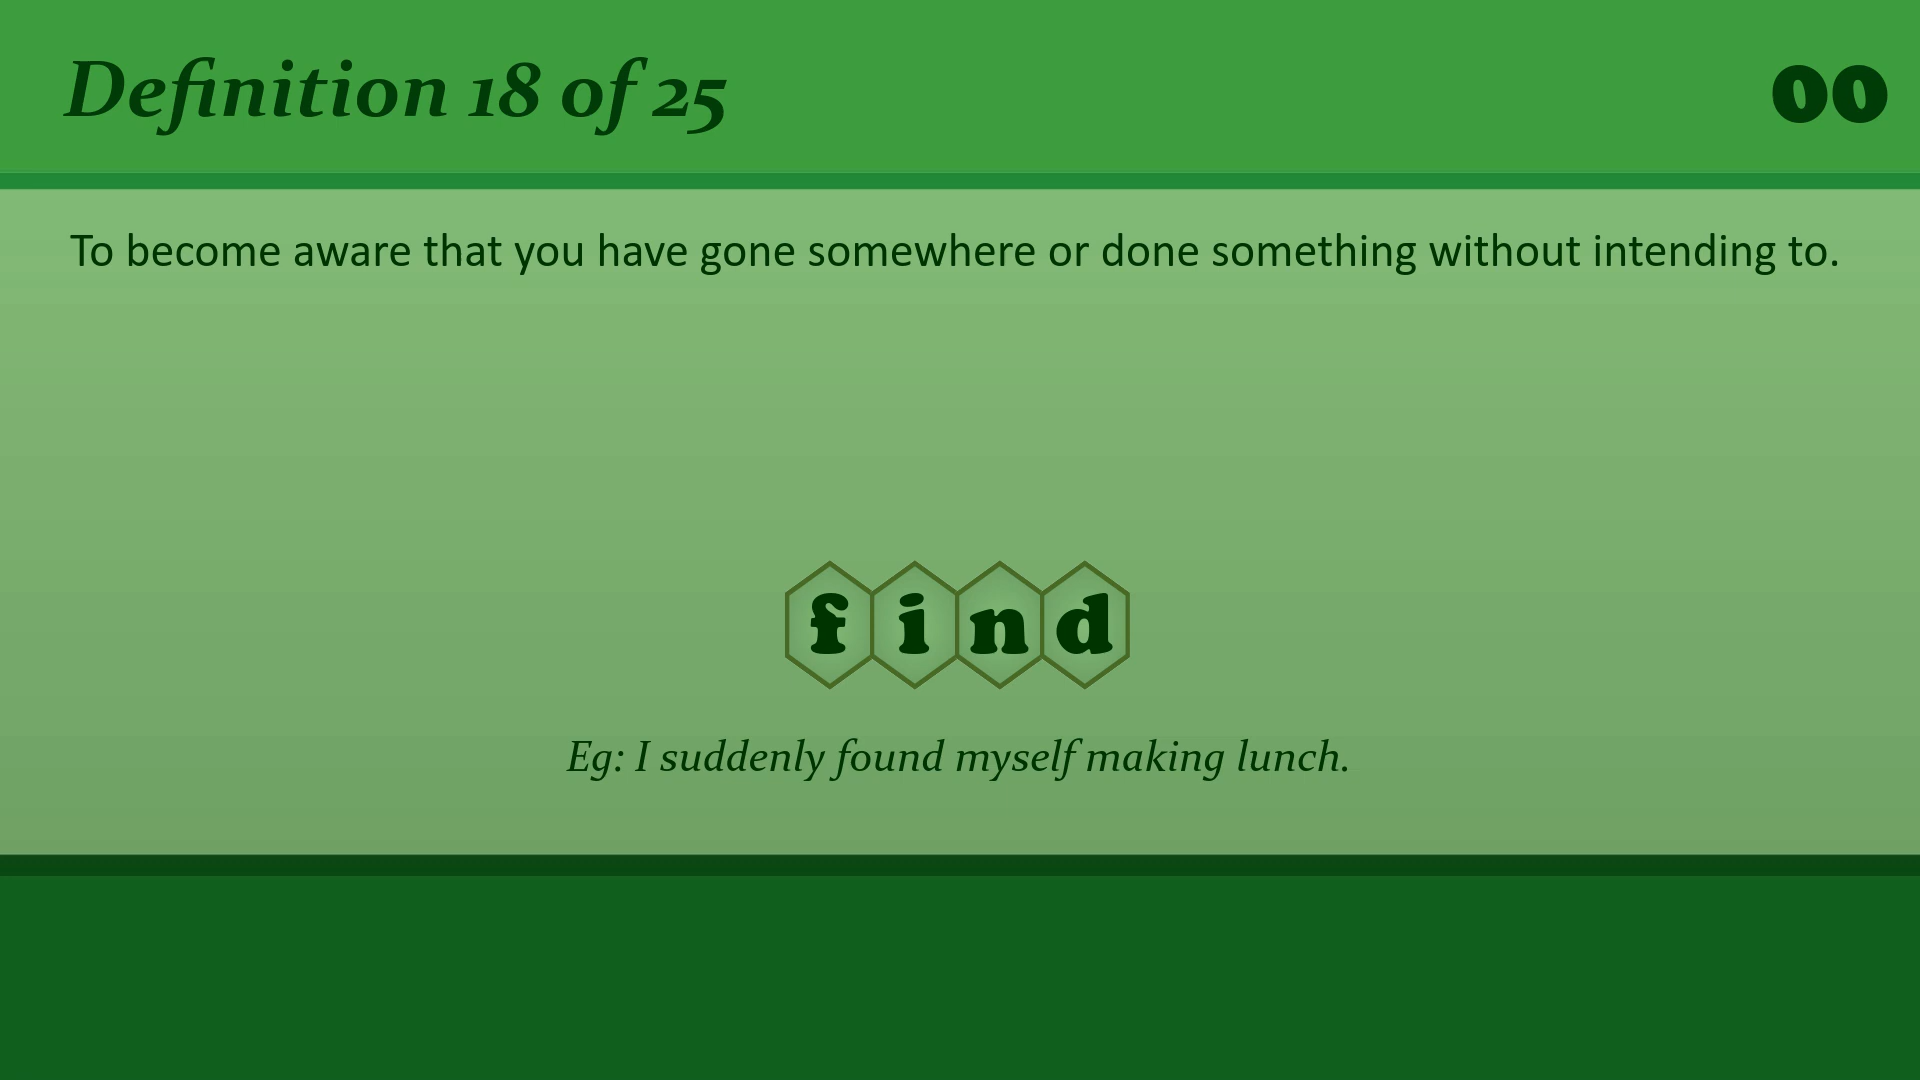 Definition 18 of 25
00
To become aware that you have gone somewhere or done something without intending to.
find
Eg: I suddenly found myself making lunch.